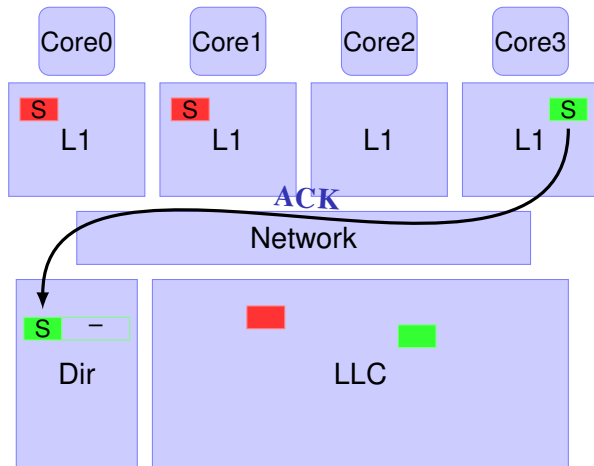 Core0 Core1 Core2 Core3
S S S
L1 L1 L1 L1
ACK
Network
S –
Dir LLC